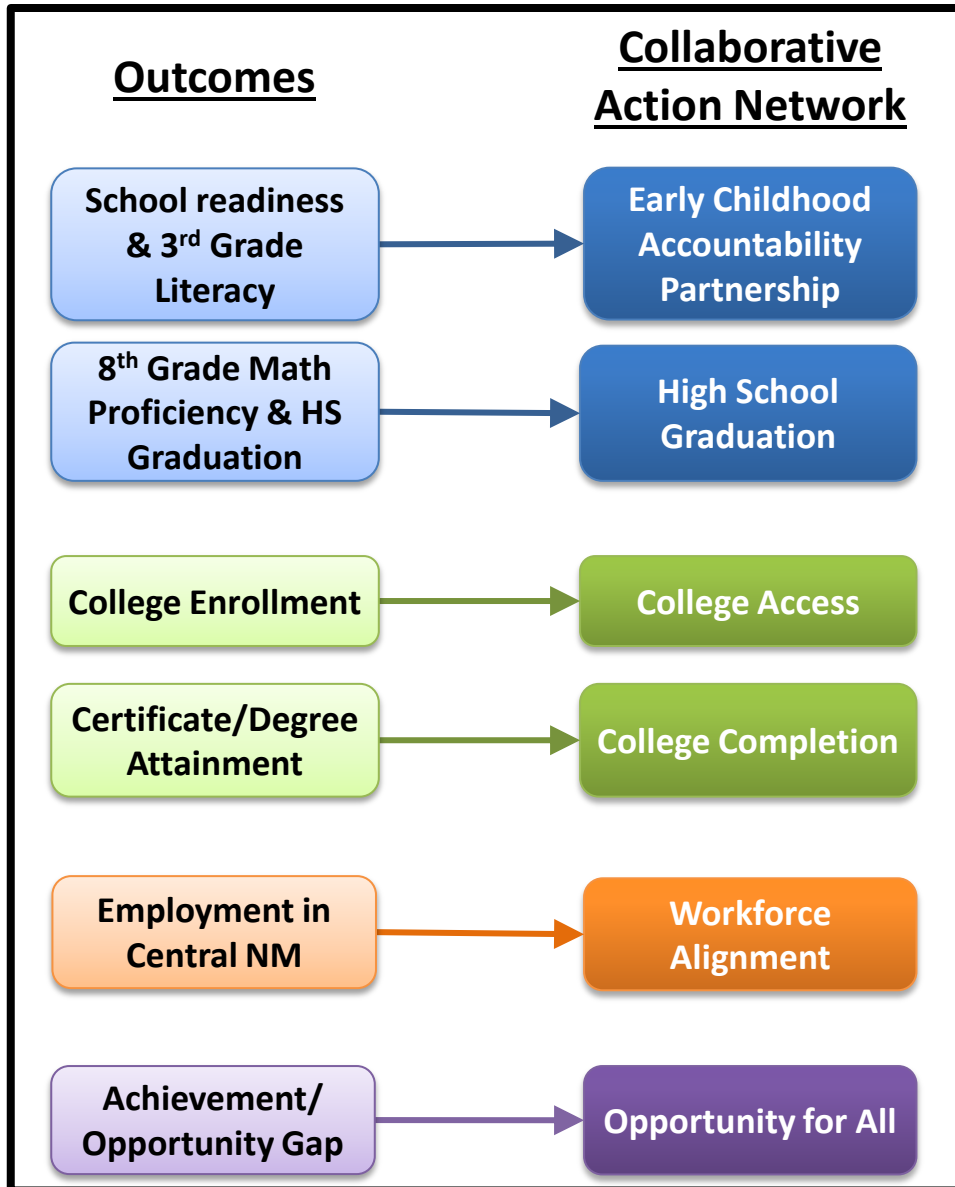 Outcomes
Collaborative
Action Network
School readiness
& 3rd Grade
Literacy
Early Childhood
Accountability
Partnership
8th Grade Math
Proficiency & HS
Graduation
High School
Graduation
College Enrollment
College Access
Certificate/Degree
Attainment
College Completion
Employment in
Central NM
Workforce
Alignment
Achievement/
Opportunity Gap
Opportunity for All